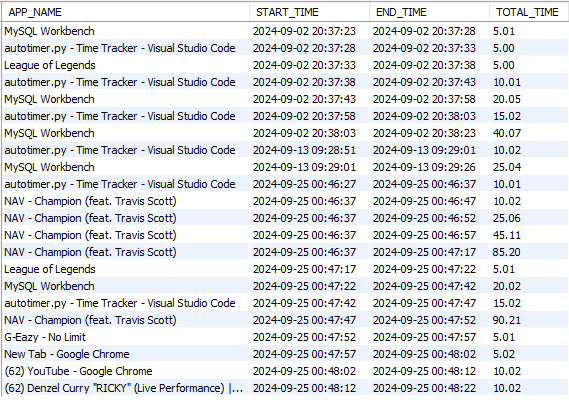 APP_NAME START_TIME END_TIME TOTAL_TIME
MySQL Workbench 2024-09-02 20:37:23 2024-09-02 20:37:28 5.01
autotimer.py - Time Tracker - Visual Studio Code 2024-09-02 20:37:28 2024-09-02 20:37:33 5.00
League of Legends 2024-09-02 20:37:33 2024-09-02 20:37:38 5.00
autotimer.py - Time Tracker - Visual Studio Code 2024-09-02 20:37:38 2024-09-02 20:37:43 10.01
MySQL Workbench 2024-09-02 20:37:43 2024-09-02 20:37:58 20.05
autotimer.py - Time Tracker - Visual Studio Code 2024-09-02 20:37:58 2024-09-02 20:38:03 15.02
MySQL Workbench 2024-09-02 20:38:03 2024-09-02 20:38:23 40.07
autotimer.py - Time Tracker - Visual Studio Code 2024-09-13 09:28:51 2024-09-13 09:29:01 10.02
MySQL Workbench 2024-09-13 09:29:01 2024-09-13 09:29:26 25.04
autotimer.py - Time Tracker - Visual Studio Code 2024-09-25 00:46:27 2024-09-25 00:46:37 10.01
NAV - Champion (feat. Travis Scott) 2024-09-25 00:46:37 2024-09-25 00:46:47 10.02
NAV - Champion (feat. Travis Scott) 2024-09-25 00:46:37 2024-09-25 00:46:52 25.06
NAV - Champion (feat. Travis Scott) 2024-09-25 00:46:37 2024-09-25 00:46:57 45.11
NAV - Champion (feat. Travis Scott) 2024-09-25 00:46:37 2024-09-25 00:47:17 85.20
League of Legends 2024-09-25 00:47:17 2024-09-25 00:47:22 5.01
MySQL Workbench 2024-09-25 00:47:22 2024-09-25 00:47:42 20.02
autotimer.py - Time Tracker - Visual Studio Code 2024-09-25 00:47:42 2024-09-25 00:47:47 15.02
NAV - Champion (feat. Travis Scott) 2024-09-25 00:47:47 2024-09-25 00:47:52 90.21
G-Eazy - No Limit 2024-09-25 00:47:52 2024-09-25 00:47:57 5.01
New Tab - Google Chrome 2024-09-25 00:47:57 2024-09-25 00:48:02 5.02
(62) YouTube - Google Chrome 2024-09-25 00:48:02 2024-09-25 00:48:12 10.02
(62) Denzel Curry "RICKY" (Live Performance) |... 2024-09-25 00:48:12 2024-09-25 00:48:22 10.02